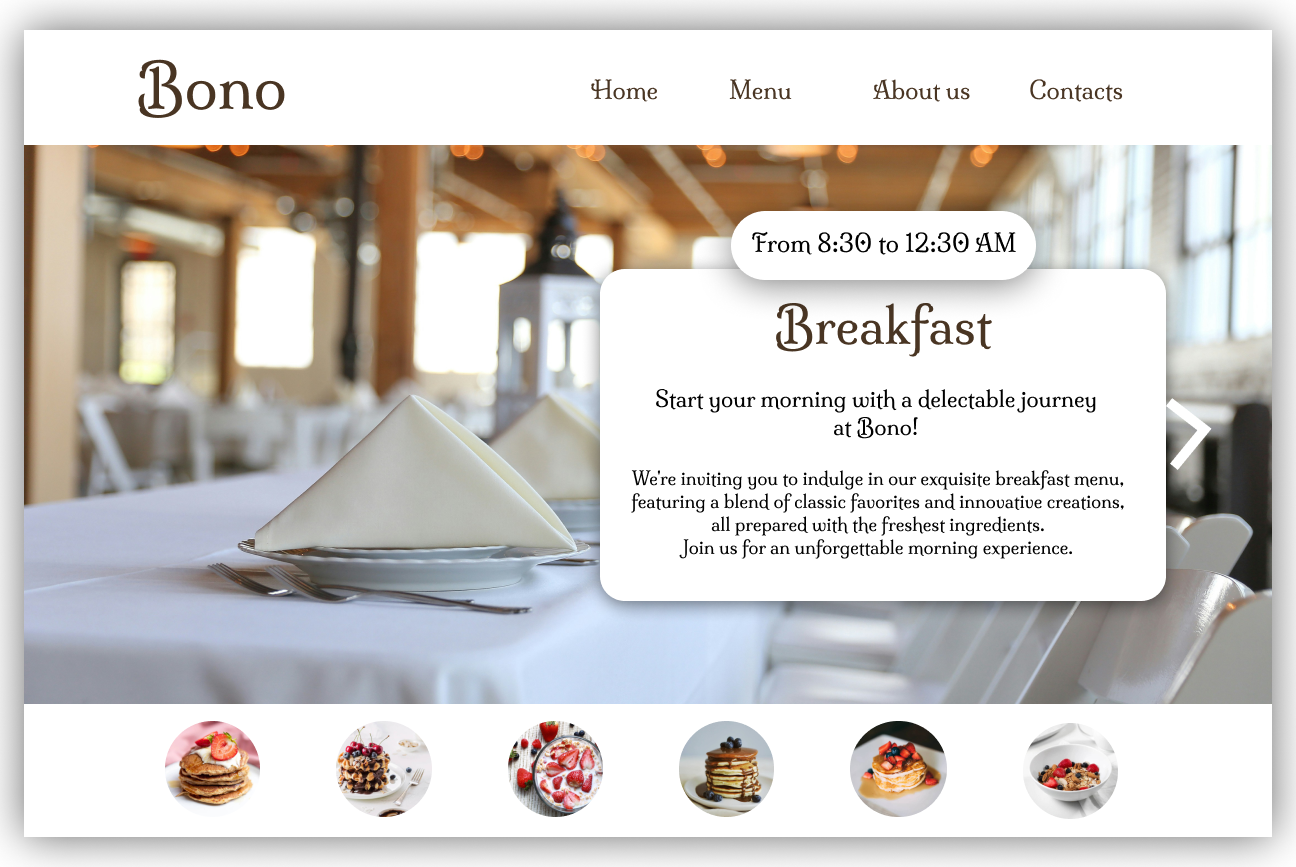 Bono
Home
Menu
About us
Contacts
From 8:30 to 12:30 AM
Breakfast
Start your morning with a delectable journey
at Bono!
We're inviting you to indulge in our exquisite breakfast menu,
featuring a blend of classic favorites and innovative creations,
all prepared with the freshest ingredients.
Join us for an unforgettable morning experience.